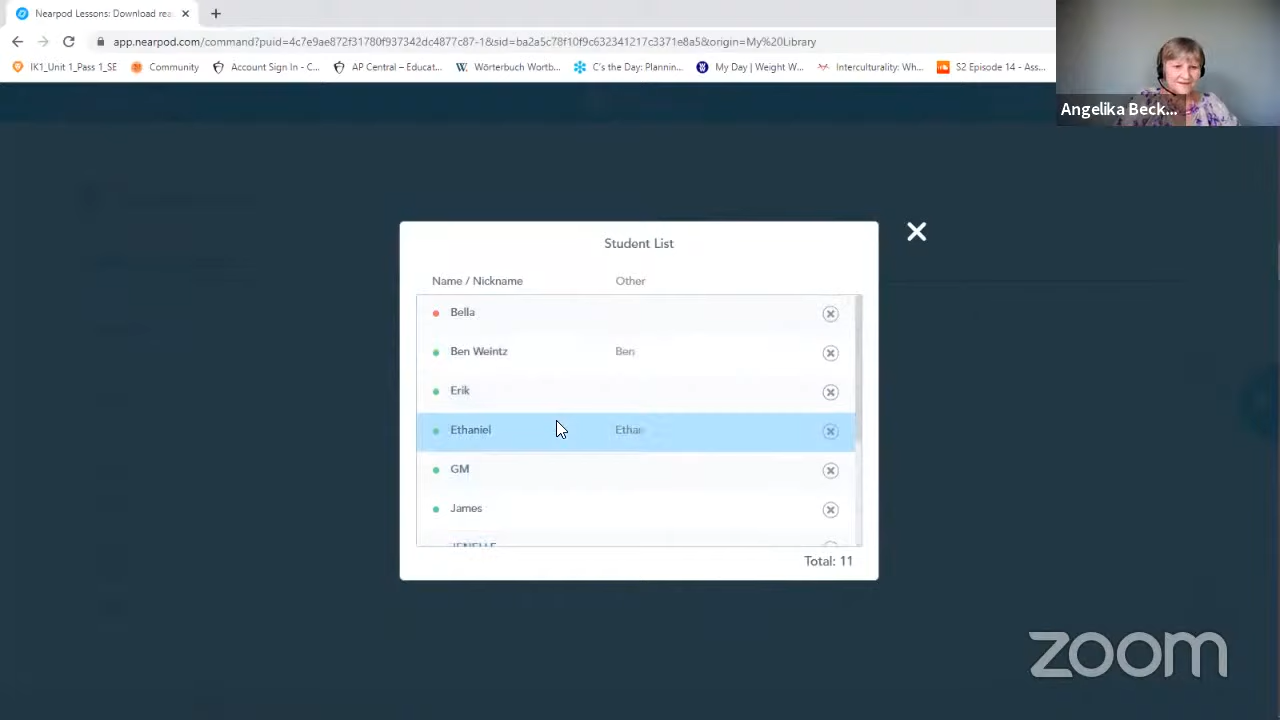 Nearpod Lessons: Download rea
app.nearpod.com/command?puid=4c7e9ae872f31780f937342dc4877c87-1&sid=ba2a5c78f10f9c632341217c3371e8a5&origin=My%20Library
IK1_Unit 1_Pass 1_SE Community Account Sign In - C... AP Central – Educat... Wörterbuch Wortb... C's the Day: Plannin... My Day | Weight W... Interculturality: Wh... S2 Episode 14 - Ass...
Angelika Beck...
Student List
Name / Nickname Other
Bella
Ben Weintz Ben
Erik
Ethaniel Ethan
GM
James
JENELLE
Total: 11
zoom